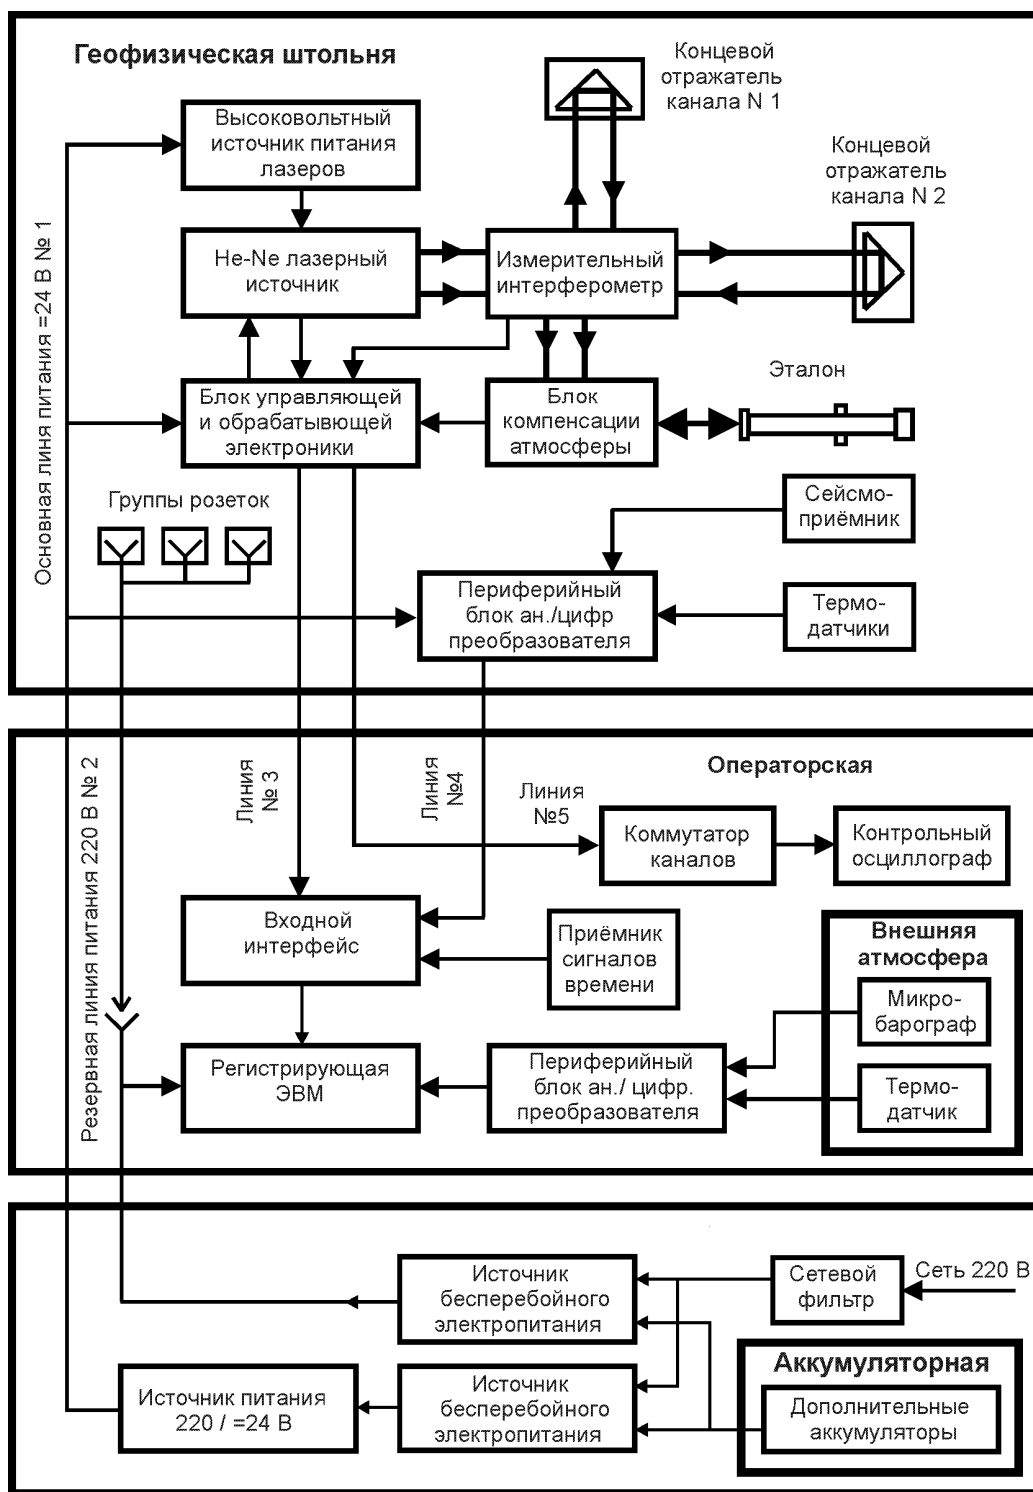 Геофизическая штольня
Концевой
отражатель
канала N 1
Высоковольтный
источник питания
лазеров
Концевой
отражатель
канала N 2
Основная линя питания =24 В № 1
He-Ne лазерный
источник
Измерительный
интерферометр
Эталон
Блок управляющей
и обрабатывющей
электроники
Блок
компенсации
атмосферы
Группы розеток
Сейсмо-
приёмник
Периферийный
блок ан./цифр
преобразователя
Термо-
датчики
Операторская
Резервная линия питания 220 В № 2
Линия
№ 3
Линия
№4
Линия
№5
Коммутатор
каналов
Контрольный
осциллограф
Входной
интерфейс
Приёмник
сигналов
времени
Внешняя
атмосфера
Микро-
барограф
Регистрирующая
ЭВМ
Периферийный
блок ан./ цифр.
преобразователя
Термо-
датчик
Источник
бесперебойного
электропитания
Сетевой
фильтр
Сеть 220 В
Аккумуляторная
Источник питания
220 / =24 В
Источник
бесперебойного
электропитания
Дополнительные
аккумуляторы